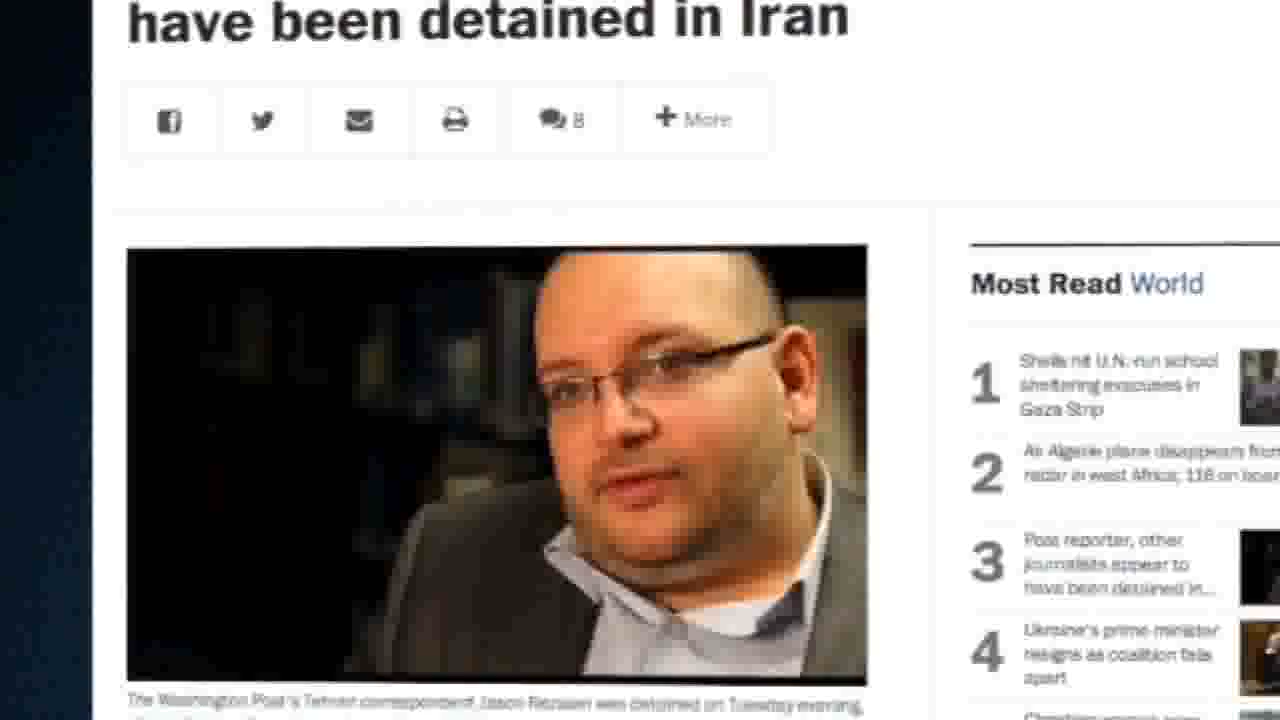 have been detained in Iran
8
More
Most Read World
1
Shells hit U.N.-run school
sheltering evacuees in
Gaza Strip
2
Air Algerie plane disappears from
radar in west Africa; 116 on board
3
Post reporter, other
journalists appear to
have been detained in...
4
Ukraine's prime minister
resigns as coalition falls
apart
The Washington Post's Tehran correspondent Jason Rezaian was detained on Tuesday evening,